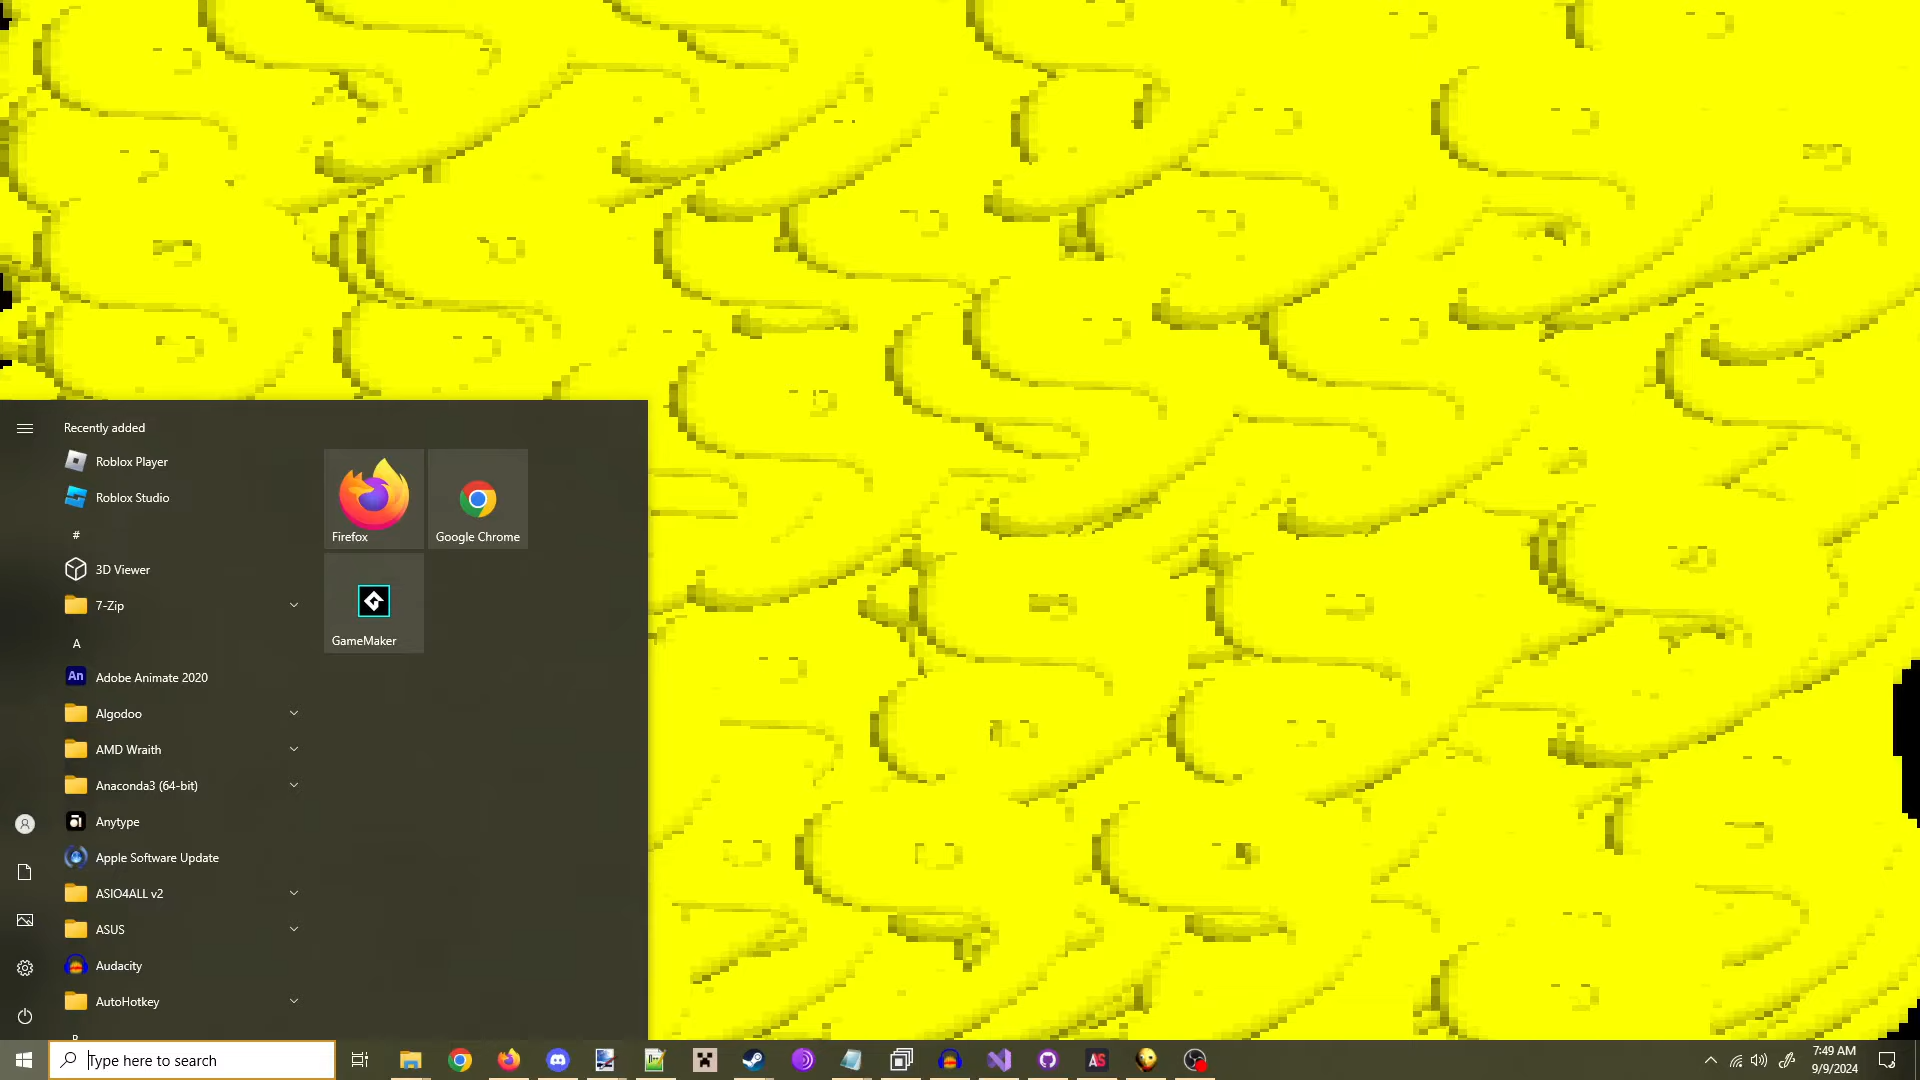 Recently added
Roblox Player
Roblox Studio
#
3D Viewer
7-Zip
A
An
Adobe Animate 2020
Algodoo
AMD Wraith
Anaconda3 (64-bit)
Anytype
Apple Software Update
ASIO4ALL v2
ASUS
Audacity
AutoHotkey
Firefox
Google Chrome
GameMaker
Type here to search
AS
7:49 AM
9/9/2024